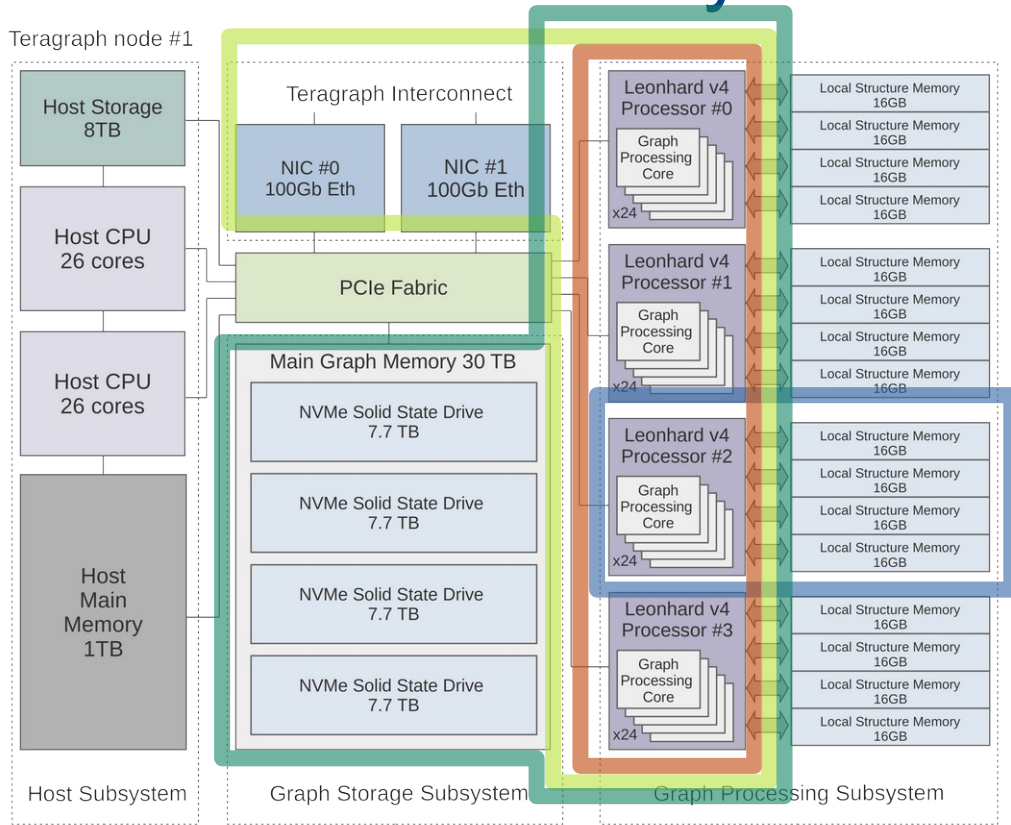 y
Teragraph node #1
Host Storage
8TB
Host CPU
26 cores
Host CPU
26 cores
Host
Main
Memory
1TB
Host Subsystem
Teragraph Interconnect
NIC #0
100Gb Eth
NIC #1
100Gb Eth
PCIe Fabric
Main Graph Memory 30 TB
NVMe Solid State Drive
7.7 TB
NVMe Solid State Drive
7.7 TB
NVMe Solid State Drive
7.7 TB
NVMe Solid State Drive
7.7 TB
Graph Storage Subsystem
Leonhard v4
Processor #0
Graph
Processing
Core
x24
Local Structure Memory
16GB
Local Structure Memory
16GB
Local Structure Memory
16GB
Local Structure Memory
16GB
Leonhard v4
Processor #1
Graph
Processing
Core
x24
Local Structure Memory
16GB
Local Structure Memory
16GB
Local Structure Memory
16GB
Local Structure Memory
16GB
Leonhard v4
Processor #2
Graph
Processing
Core
x24
Local Structure Memory
16GB
Local Structure Memory
16GB
Local Structure Memory
16GB
Local Structure Memory
16GB
Leonhard v4
Processor #3
Graph
Processing
Core
x24
Local Structure Memory
16GB
Local Structure Memory
16GB
Local Structure Memory
16GB
Local Structure Memory
16GB
Graph Processing Subsystem